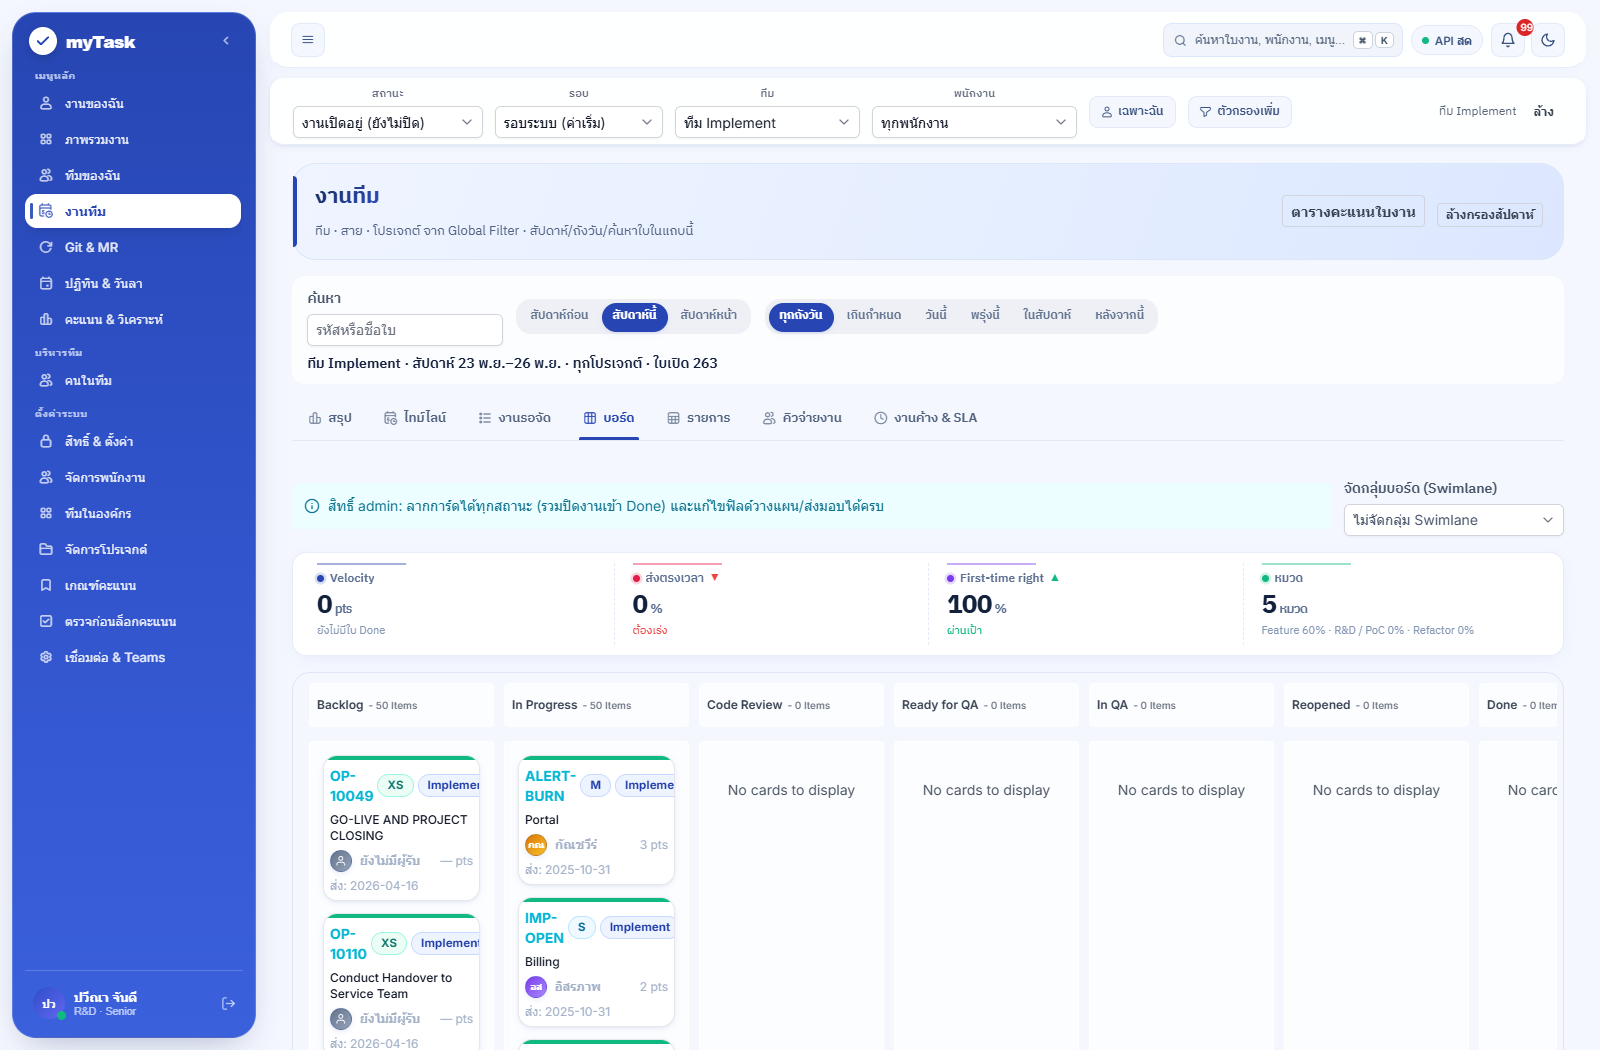 myTask
เมนูหลัก
งานของฉัน
ภาพรวมงาน
ทีมของฉัน
งานทีม
Git & MR
ปฏิทิน & วันลา
คะแนน & วิเคราะห์
บริหารทีม
คนในทีม
ตั้งค่าระบบ
สิทธิ์ & ตั้งค่า
จัดการพนักงาน
ทีมในองค์กร
จัดการโปรเจกต์
เกณฑ์คะแนน
ตรวจก่อนล็อกคะแนน
เชื่อมต่อ & Teams
ปวีณา จันดี
R&D · Senior
ปว
ค้นหาใบงาน, พนักงาน, เมนู...
⌘ K
API สด
99
สถานะ
งานเปิดอยู่ (ยังไม่ปิด)
รอบ
รอบระบบ (ค่าเริ่ม)
ทีม
ทีม Implement
พนักงาน
ทุกพนักงาน
เฉพาะฉัน
ตัวกรองเพิ่ม
ทีม Implement
ล้าง
งานทีม
ทีม · สาย · โปรเจกต์ จาก Global Filter · สัปดาห์/ถังวัน/ค้นหาใบในแถบนี้
ตารางคะแนนใบงาน
ล้างกรองสัปดาห์
ค้นหา
รหัสหรือชื่อใบ
สัปดาห์ก่อน
สัปดาห์นี้
สัปดาห์หน้า
ทุกถังวัน
เกินกำหนด
วันนี้
พรุ่งนี้
ในสัปดาห์
หลังจากนี้
ทีม Implement · สัปดาห์ 23 พ.ย.–26 พ.ย. · ทุกโปรเจกต์ · ใบเปิด 263
สรุป
ไทม์ไลน์
งานรอจัด
บอร์ด
รายการ
คิวจ่ายงาน
งานค้าง & SLA
สิทธิ์ admin: ลากการ์ดได้ทุกสถานะ (รวมปิดงานเข้า Done) และแก้ไขฟิลด์วางแผน/ส่งมอบได้ครบ
จัดกลุ่มบอร์ด (Swimlane)
ไม่จัดกลุ่ม Swimlane
Velocity
0 pts
ยังไม่มีใบ Done
ส่งตรงเวลา ▼
0 %
ต้องเร่ง
First-time right ▲
100 %
ผ่านเป้า
หมวด
5 หมวด
Feature 60% · R&D / PoC 0% · Refactor 0%
Backlog - 50 Items
In Progress - 50 Items
Code Review - 0 Items
Ready for QA - 0 Items
In QA - 0 Items
Reopened - 0 Items
Done - 0 Item
OP-
10049
XS
Implemen
GO-LIVE AND PROJECT
CLOSING
ยังไม่มีผู้รับ
— pts
ส่ง: 2026-04-16
OP-
10110
XS
Implement
Conduct Handover to
Service Team
ยังไม่มีผู้รับ
— pts
ส่ง: 2026-04-16
ALERT-
BURN
M
Impleme
Portal
กัณชวีร์
3 pts
ส่ง: 2025-10-31
IMP-
OPEN
S
Implement
Billing
อส
อิสรภาพ
2 pts
ส่ง: 2025-10-31
No cards to display
No cards to display
No cards to display
No cards to display
No carc